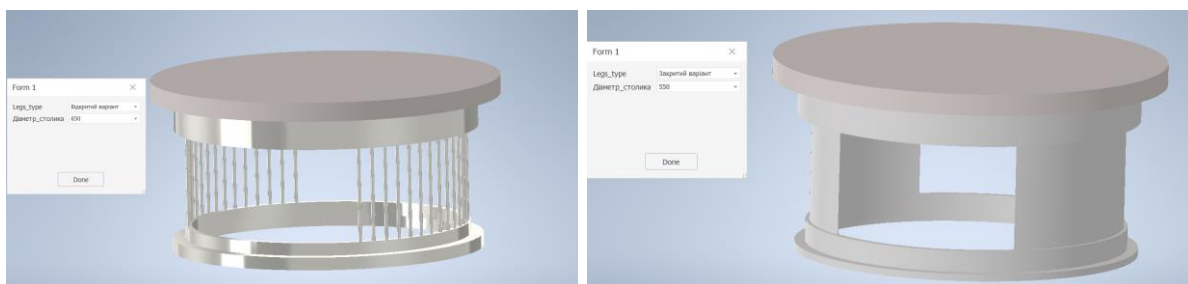 Form 1
Legs_type Відкритий варіант
Діаметр_столика 650
Done
Form 1
Legs_type Закритий варіант
Діаметр_столика 550
Done